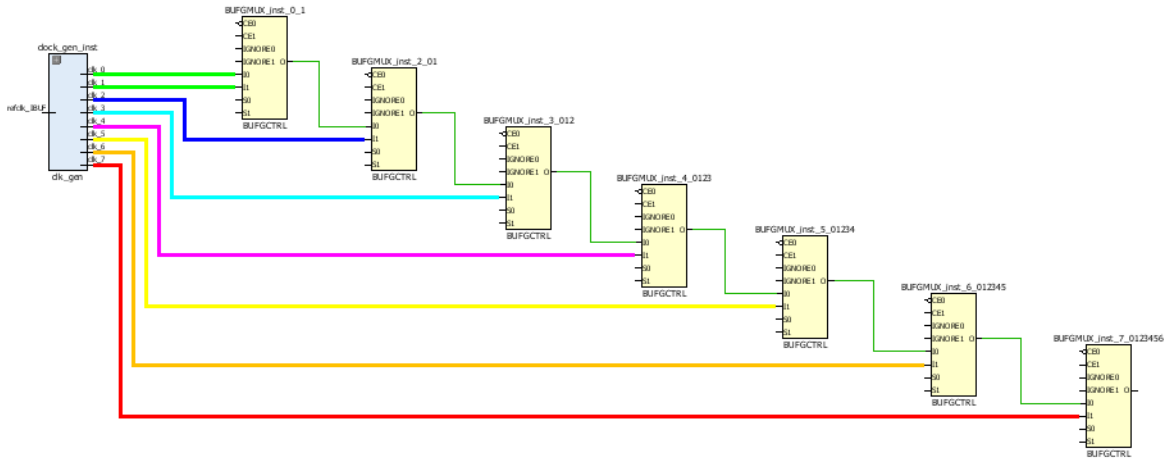 BUFGMUX_inst_0_1
CE0
CE1
IGNORE0
IGNORE1 O
I0
I1
S0
S1
BUFGCTRL
clock_gen_inst
clk_0
clk_1
clk_2
clk_3
clk_4
clk_5
clk_6
clk_7
refclk_IBUF
clk_gen
BUFGMUX_inst_2_01
CE0
CE1
IGNORE0
IGNORE1 O
I0
I1
S0
S1
BUFGCTRL
BUFGMUX_inst_3_012
CE0
CE1
IGNORE0
IGNORE1 O
I0
I1
S0
S1
BUFGCTRL
BUFGMUX_inst_4_0123
CE0
CE1
IGNORE0
IGNORE1 O
I0
I1
S0
S1
BUFGCTRL
BUFGMUX_inst_5_01234
CE0
CE1
IGNORE0
IGNORE1 O
I0
I1
S0
S1
BUFGCTRL
BUFGMUX_inst_6_012345
CE0
CE1
IGNORE0
IGNORE1 O
I0
I1
S0
S1
BUFGCTRL
BUFGMUX_inst_7_0123456
CE0
CE1
IGNORE0
IGNORE1 O
I0
I1
S0
S1
BUFGCTRL